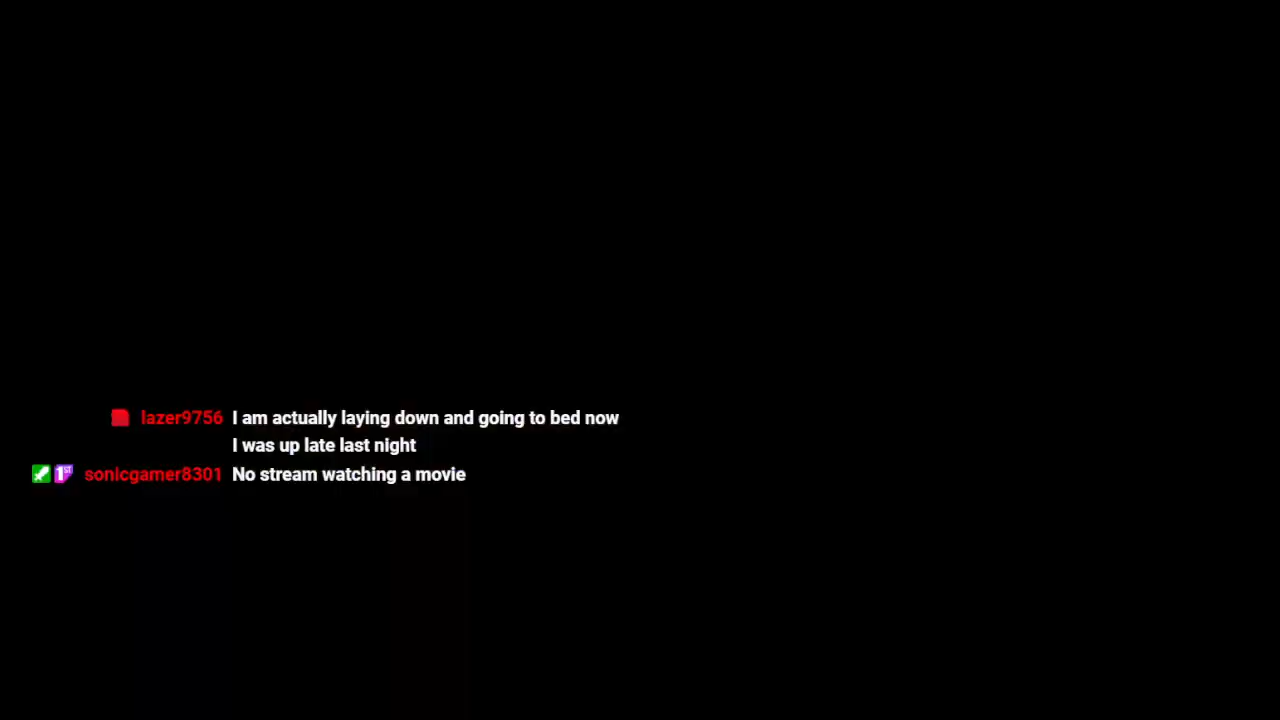 lazer9756 I am actually laying down and going to bed now
I was up late last night
1ST sonicgamer8301 No stream watching a movie